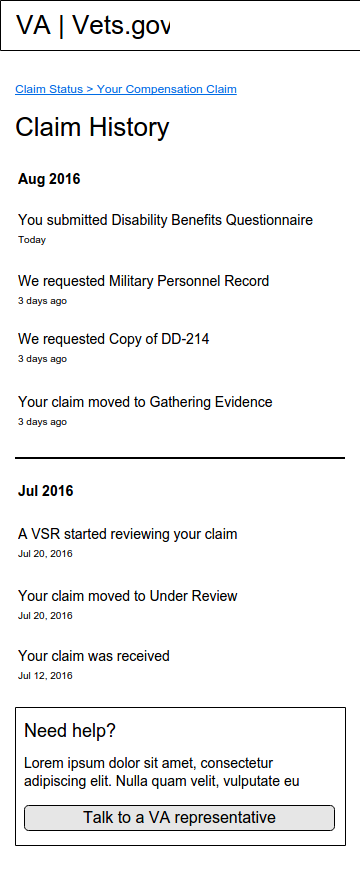 VA | Vets.gov
Claim Status > Your Compensation Claim
Claim History
Aug 2016
You submitted Disability Benefits Questionnaire
Today
We requested Military Personnel Record
3 days ago
We requested Copy of DD-214
3 days ago
Your claim moved to Gathering Evidence
3 days ago
Jul 2016
A VSR started reviewing your claim
Jul 20, 2016
Your claim moved to Under Review
Jul 20, 2016
Your claim was received
Jul 12, 2016
Need help?
Lorem ipsum dolor sit amet, consectetur
adipiscing elit. Nulla quam velit, vulputate eu
Talk to a VA representative